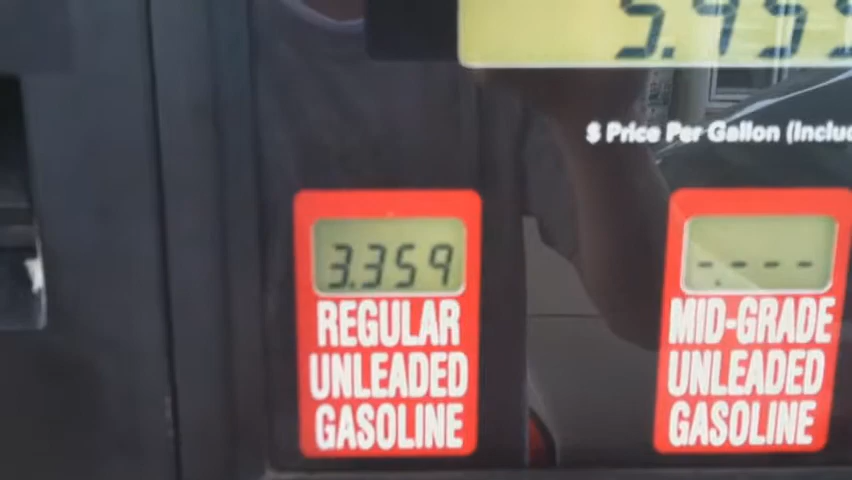 $ Price Per Gallon (Inclu
3.359
REGULAR
UNLEADED
GASOLINE
-.---
MID-GRADE
UNLEADED
GASOLINE